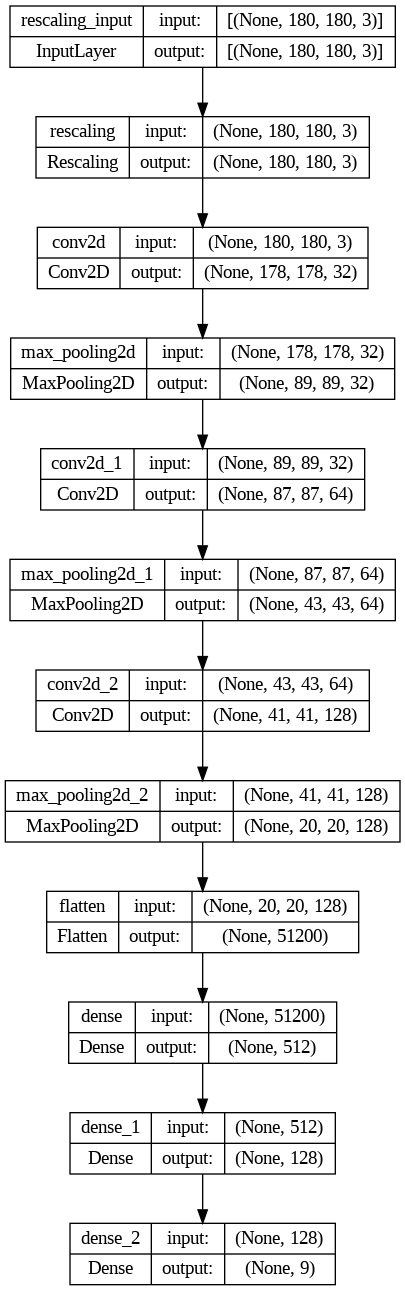 rescaling_input input: [(None, 180, 180, 3)]
InputLayer output: [(None, 180, 180, 3)]
rescaling input: (None, 180, 180, 3)
Rescaling output: (None, 180, 180, 3)
conv2d input: (None, 180, 180, 3)
Conv2D output: (None, 178, 178, 32)
max_pooling2d input: (None, 178, 178, 32)
MaxPooling2D output: (None, 89, 89, 32)
conv2d_1 input: (None, 89, 89, 32)
Conv2D output: (None, 87, 87, 64)
max_pooling2d_1 input: (None, 87, 87, 64)
MaxPooling2D output: (None, 43, 43, 64)
conv2d_2 input: (None, 43, 43, 64)
Conv2D output: (None, 41, 41, 128)
max_pooling2d_2 input: (None, 41, 41, 128)
MaxPooling2D output: (None, 20, 20, 128)
flatten input: (None, 20, 20, 128)
Flatten output: (None, 51200)
dense input: (None, 51200)
Dense output: (None, 512)
dense_1 input: (None, 512)
Dense output: (None, 128)
dense_2 input: (None, 128)
Dense output: (None, 9)